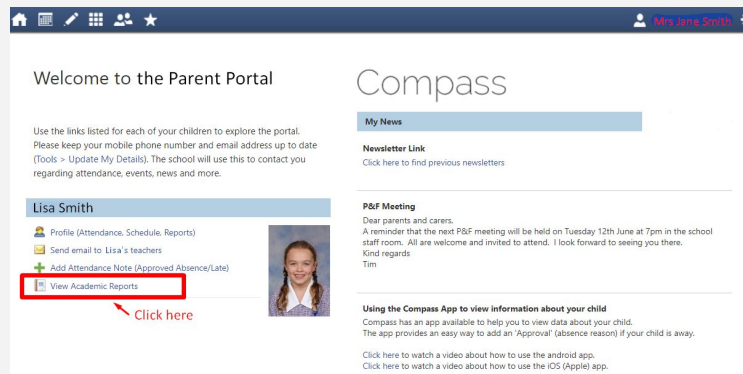 Mrs Jane Smith
Welcome to the Parent Portal
Use the links listed for each of your children to explore the portal.
Please keep your mobile phone number and email address up to date
(Tools > Update My Details). The school will use this to contact you
regarding attendance, events, news and more.
Lisa Smith
Profile (Attendance, Schedule, Reports)
Send email to Lisa's teachers
Add Attendance Note (Approved Absence/Late)
View Academic Reports
Click here
Compass
My News
Newsletter Link
Click here to find previous newsletters
P&F Meeting
Dear parents and carers,
A reminder that the next P&F meeting will be held on Tuesday 12th June at 7pm in the school
staff room. All are welcome and invited to attend. I look forward to seeing you there.
Kind regards
Tim
Using the Compass App to view information about your child
Compass has an app available to help you to view data about your child.
The app provides an easy way to add an 'Approval' (absence reason) if your child is away.
Click here to watch a video about how to use the android app.
Click here to watch a video about how to use the iOS (Apple) app.